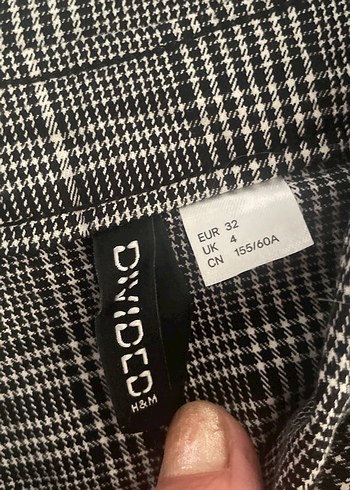 EUR 32
UK 4
CN 155/60A
DIVIDED
H&M